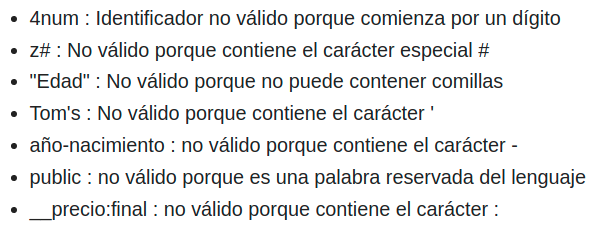 • 4num : Identificador no válido porque comienza por un dígito
• z# : No válido porque contiene el carácter especial #
• "Edad" : No válido porque no puede contener comillas
• Tom's : No válido porque contiene el carácter '
• año-nacimiento : no válido porque contiene el carácter -
• public : no válido porque es una palabra reservada del lenguaje
• __precio:final : no válido porque contiene el carácter :